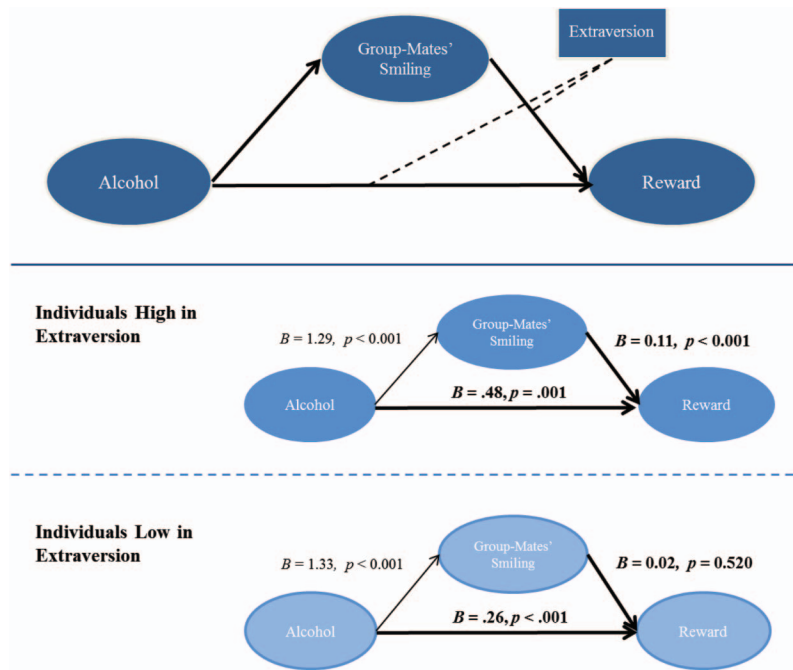 Extraversion
Group-Mates'
Smiling
Alcohol
Reward
Individuals High in
Extraversion
B = 1.29, p < 0.001
Group-Mates'
Smiling
B = 0.11, p < 0.001
Alcohol
B = .48, p = .001
Reward
Individuals Low in
Extraversion
B = 1.33, p < 0.001
Group-Mates'
Smiling
B = 0.02, p = 0.520
Alcohol
B = .26, p < .001
Reward